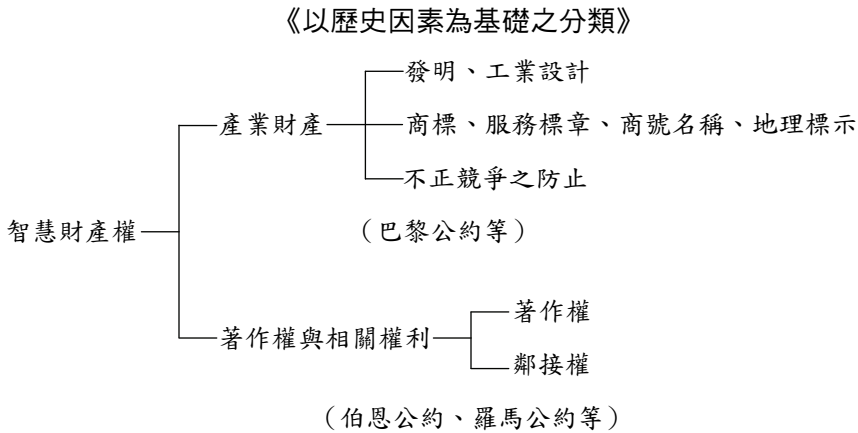 《以歷史因素為基礎之分類》
發明、工業設計
產業財產
商標、服務標章、商號名稱、地理標示
不正競爭之防止
智慧財產權
（巴黎公約等）
著作權
著作權與相關權利
鄰接權
（伯恩公約、羅馬公約等）